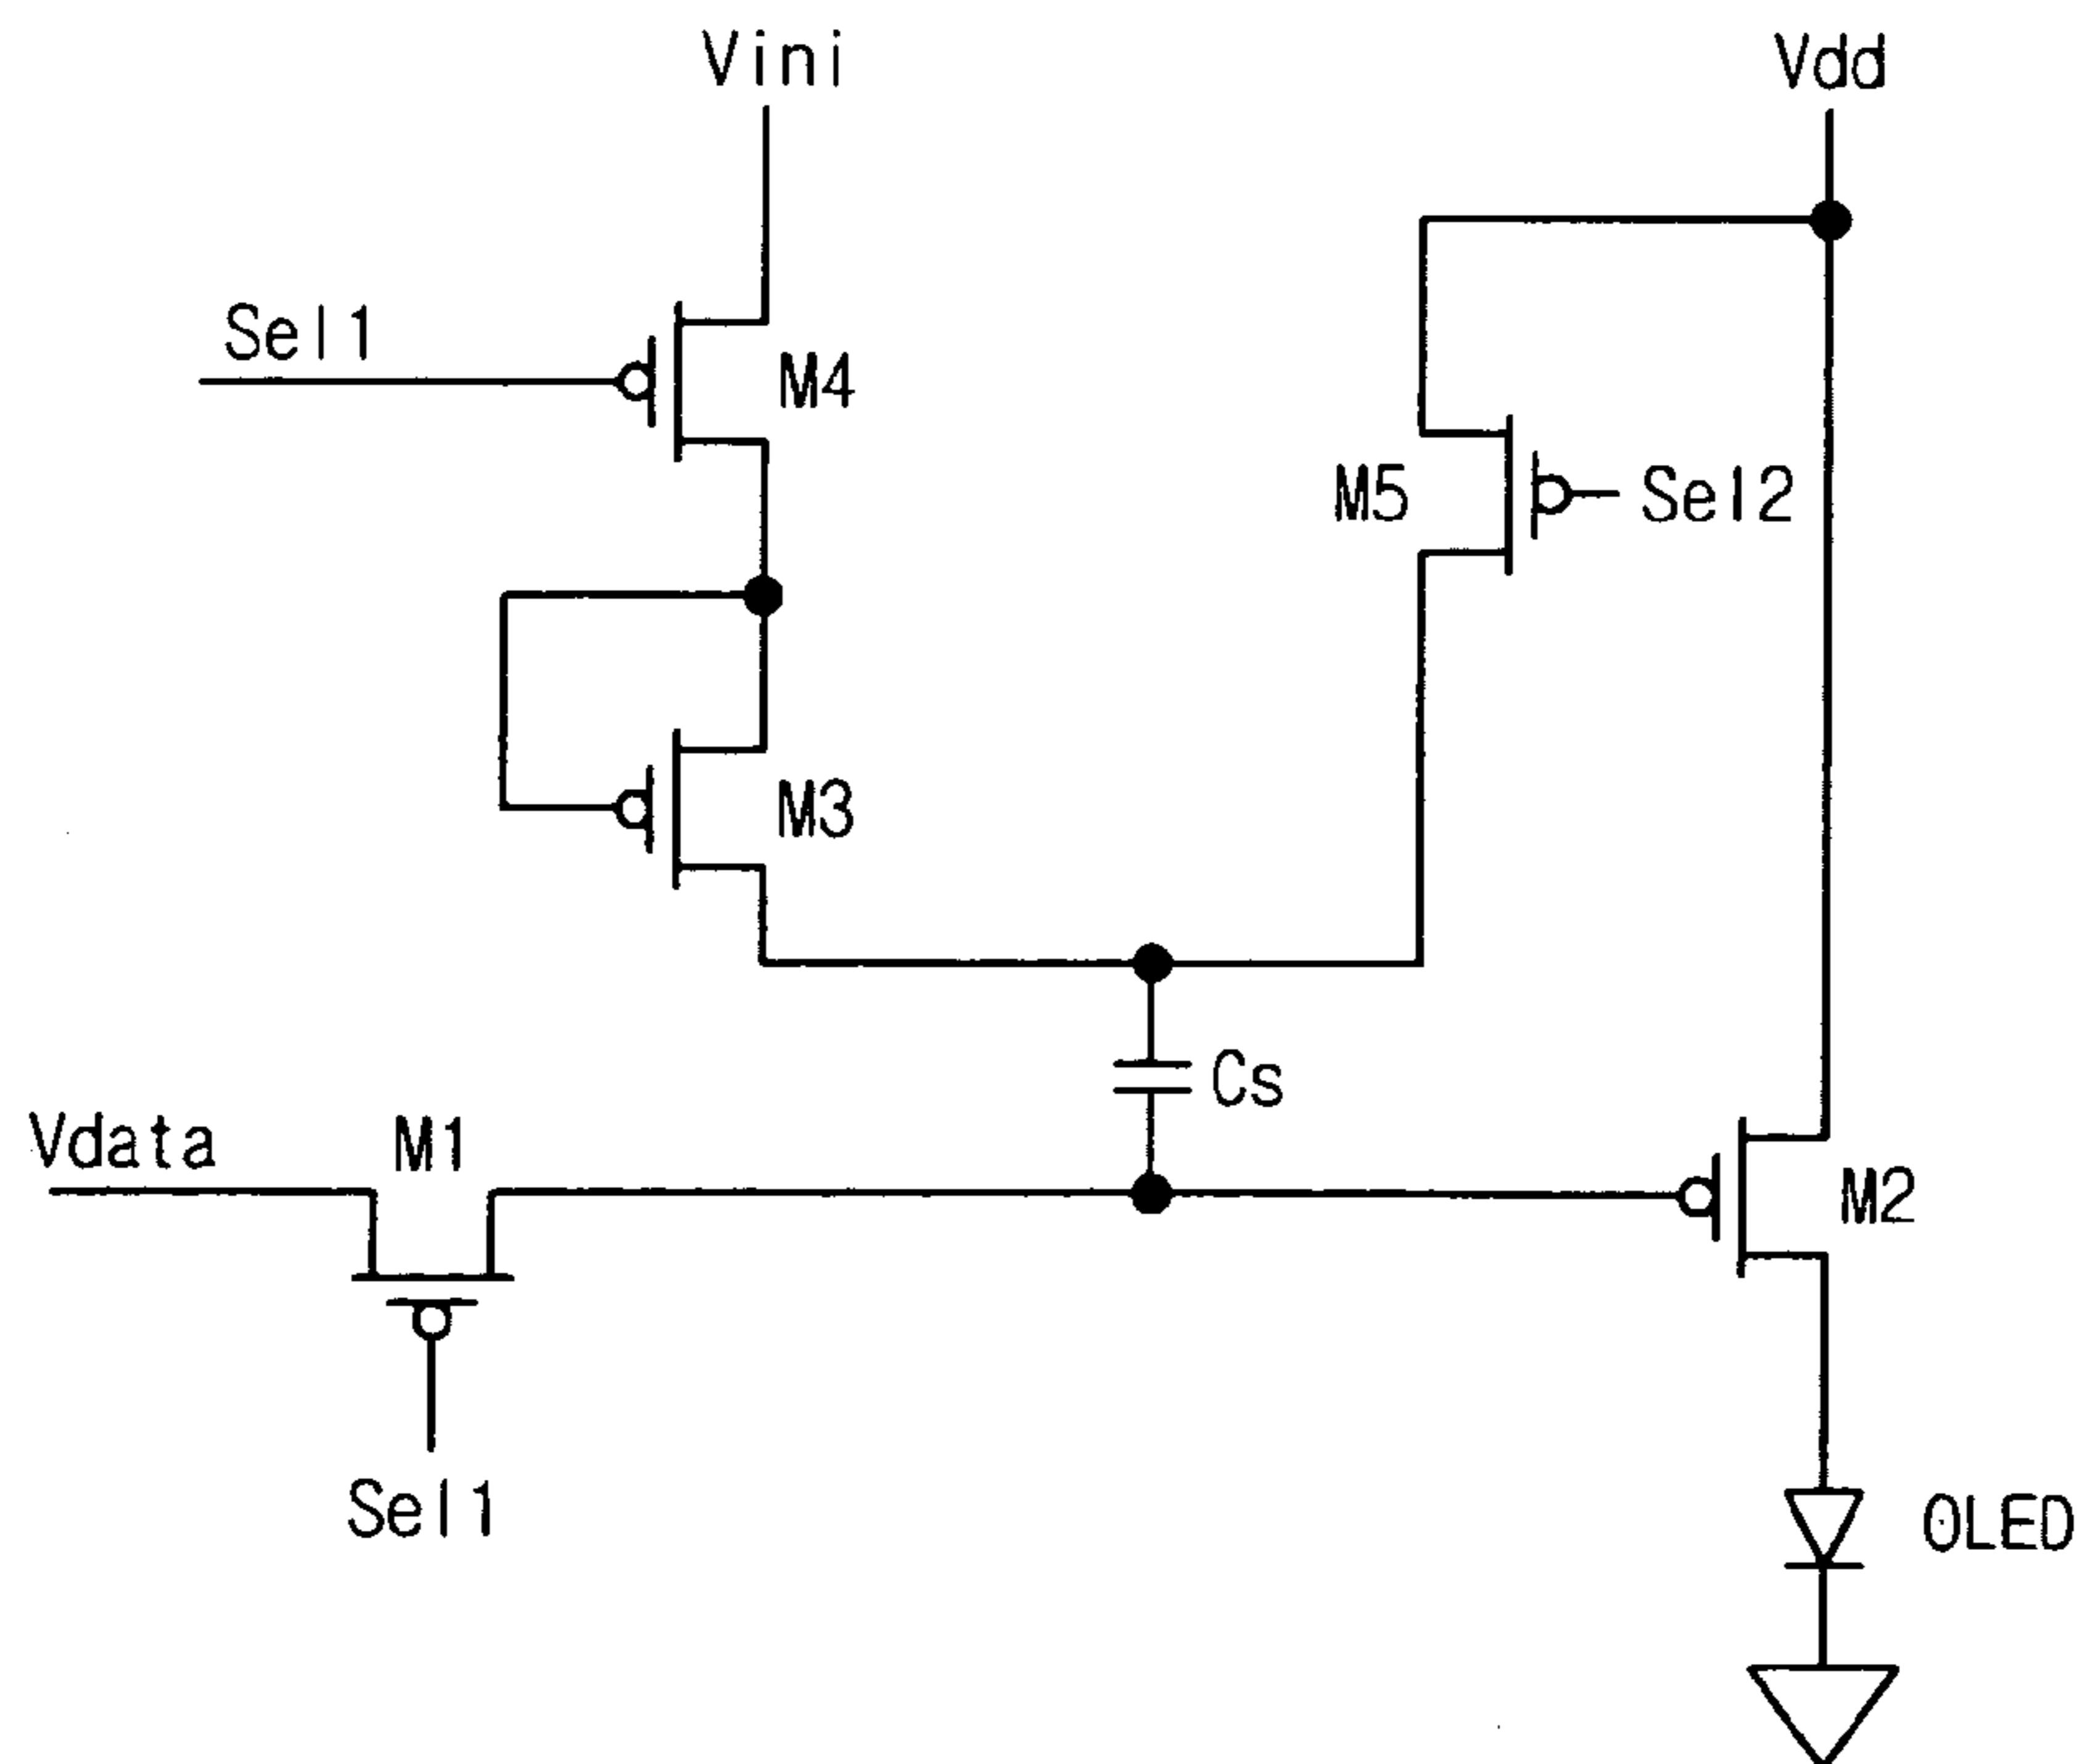 Vini
Vdd
Sel1
M4
M5
Sel2
M3
Cs
Vdata
M1
M2
Sel1
OLED